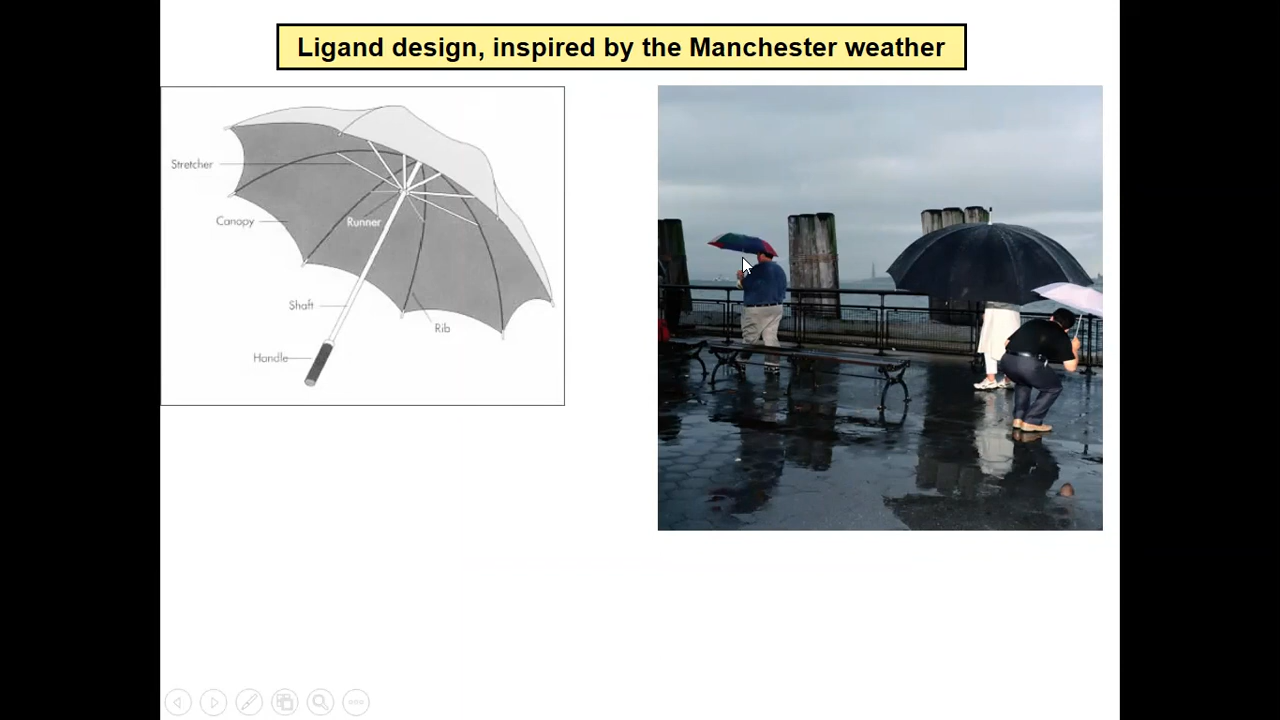 Ligand design, inspired by the Manchester weather
Stretcher
Canopy
Runner
Shaft
Rib
Handle